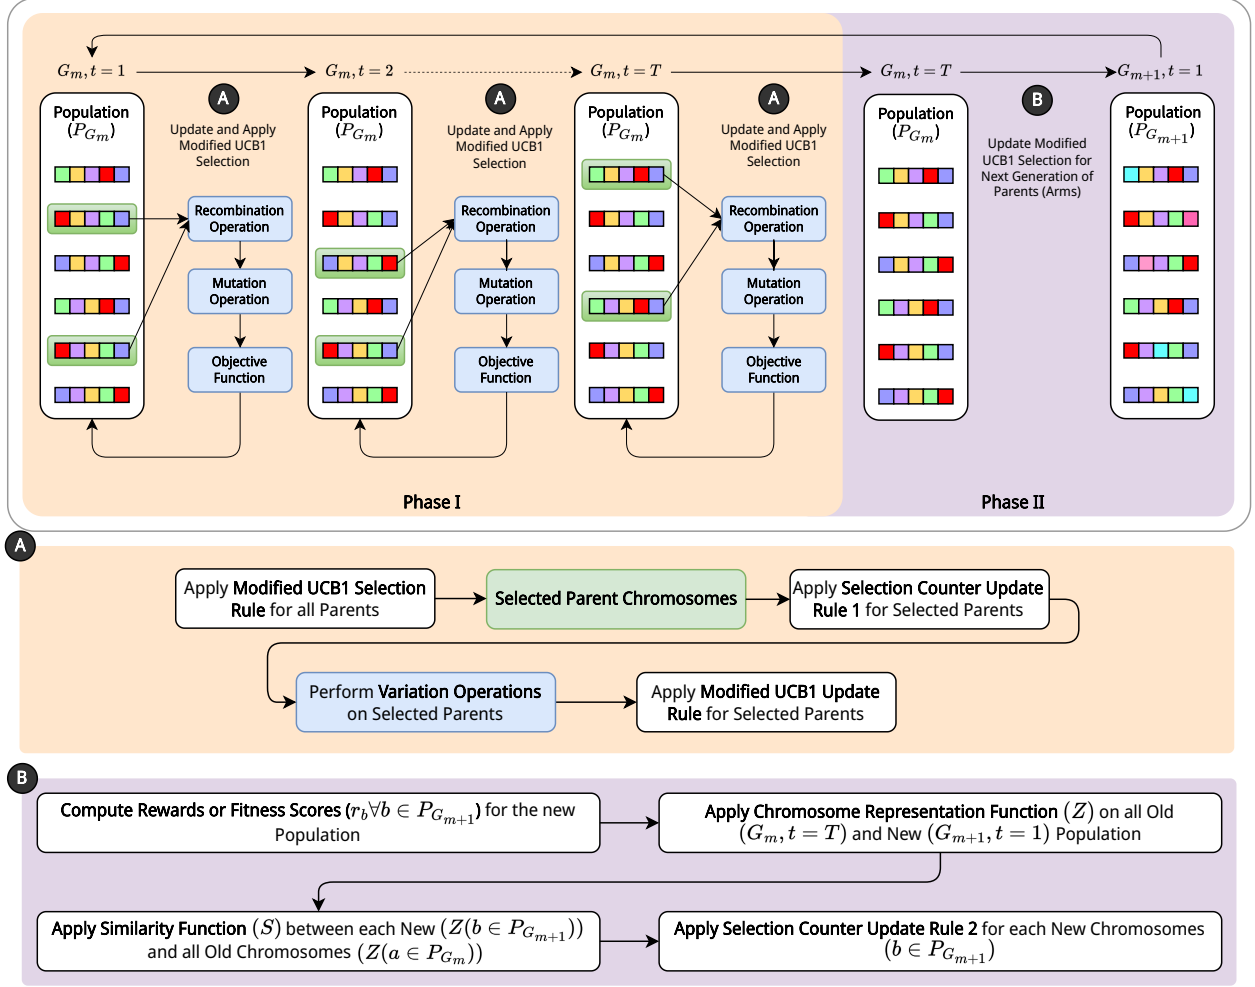 G_m, t = 1
G_m, t = 2
G_m, t = T
G_m, t = T
G_{m+1}, t = 1
Population
(P_{G_m})
A
Update and Apply
Modified UCB1
Selection
Recombination
Operation
Mutation
Operation
Objective
Function
Population
(P_{G_m})
A
Update and Apply
Modified UCB1
Selection
Recombination
Operation
Mutation
Operation
Objective
Function
Population
(P_{G_m})
A
Update and Apply
Modified UCB1
Selection
Recombination
Operation
Mutation
Operation
Objective
Function
Population
(P_{G_m})
B
Update Modified
UCB1 Selection for
Next Generation of
Parents (Arms)
Population
(P_{G_{m+1}})
Phase I
Phase II
A
Apply Modified UCB1 Selection
Rule for all Parents
Selected Parent Chromosomes
Apply Selection Counter Update
Rule 1 for Selected Parents
Perform Variation Operations
on Selected Parents
Apply Modified UCB1 Update
Rule for Selected Parents
B
Compute Rewards or Fitness Scores (r_b ∀b ∈ P_{G_{m+1}}) for the new
Population
Apply Chromosome Representation Function (Z) on all Old
(G_m, t = T) and New (G_{m+1}, t = 1) Population
Apply Similarity Function (S) between each New (Z(b ∈ P_{G_{m+1}}))
and all Old Chromosomes (Z(a ∈ P_{G_m}))
Apply Selection Counter Update Rule 2 for each New Chromosomes
(b ∈ P_{G_{m+1}})